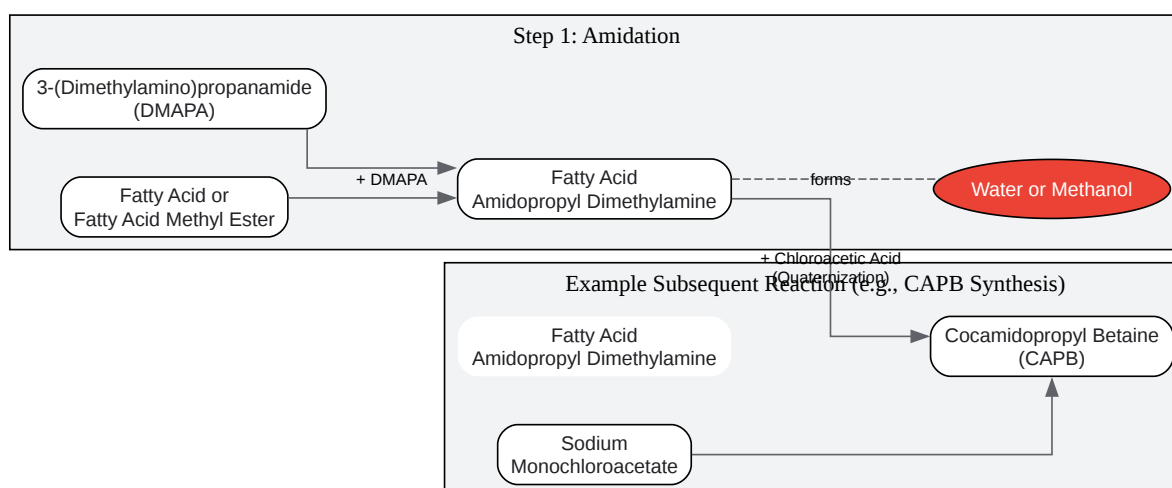 Step 1: Amidation
3-(Dimethylamino)propanamide
(DMAPA)
+ DMAPA
Fatty Acid or
Fatty Acid Methyl Ester
Fatty Acid
Amidopropyl Dimethylamine
forms
Water or Methanol
+ Chloroacetic Acid
(Quaternization)
Example Subsequent Reaction (e.g., CAPB Synthesis)
Fatty Acid
Amidopropyl Dimethylamine
Cocamidopropyl Betaine
(CAPB)
Sodium
Monochloroacetate